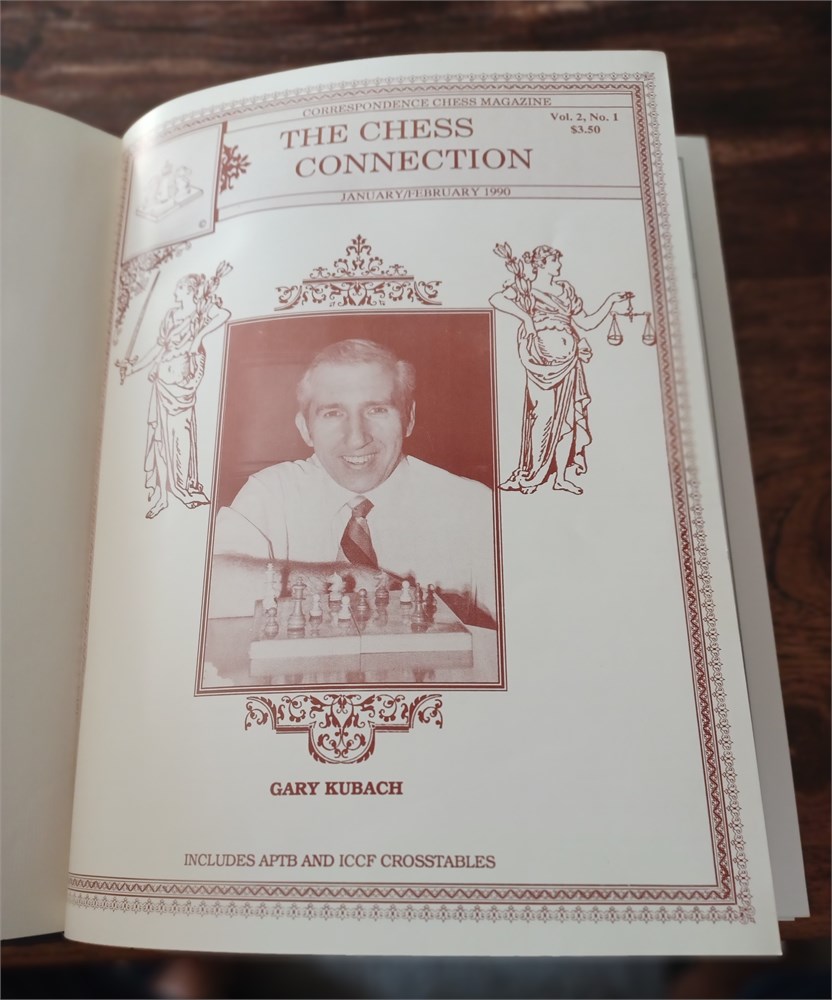 CORRESPONDENCE CHESS MAGAZINE
Vol. 2, No. 1
$3.50
THE CHESS
CONNECTION
JANUARY/FEBRUARY 1990
©
GARY KUBACH
INCLUDES APTB AND ICCF CROSSTABLES